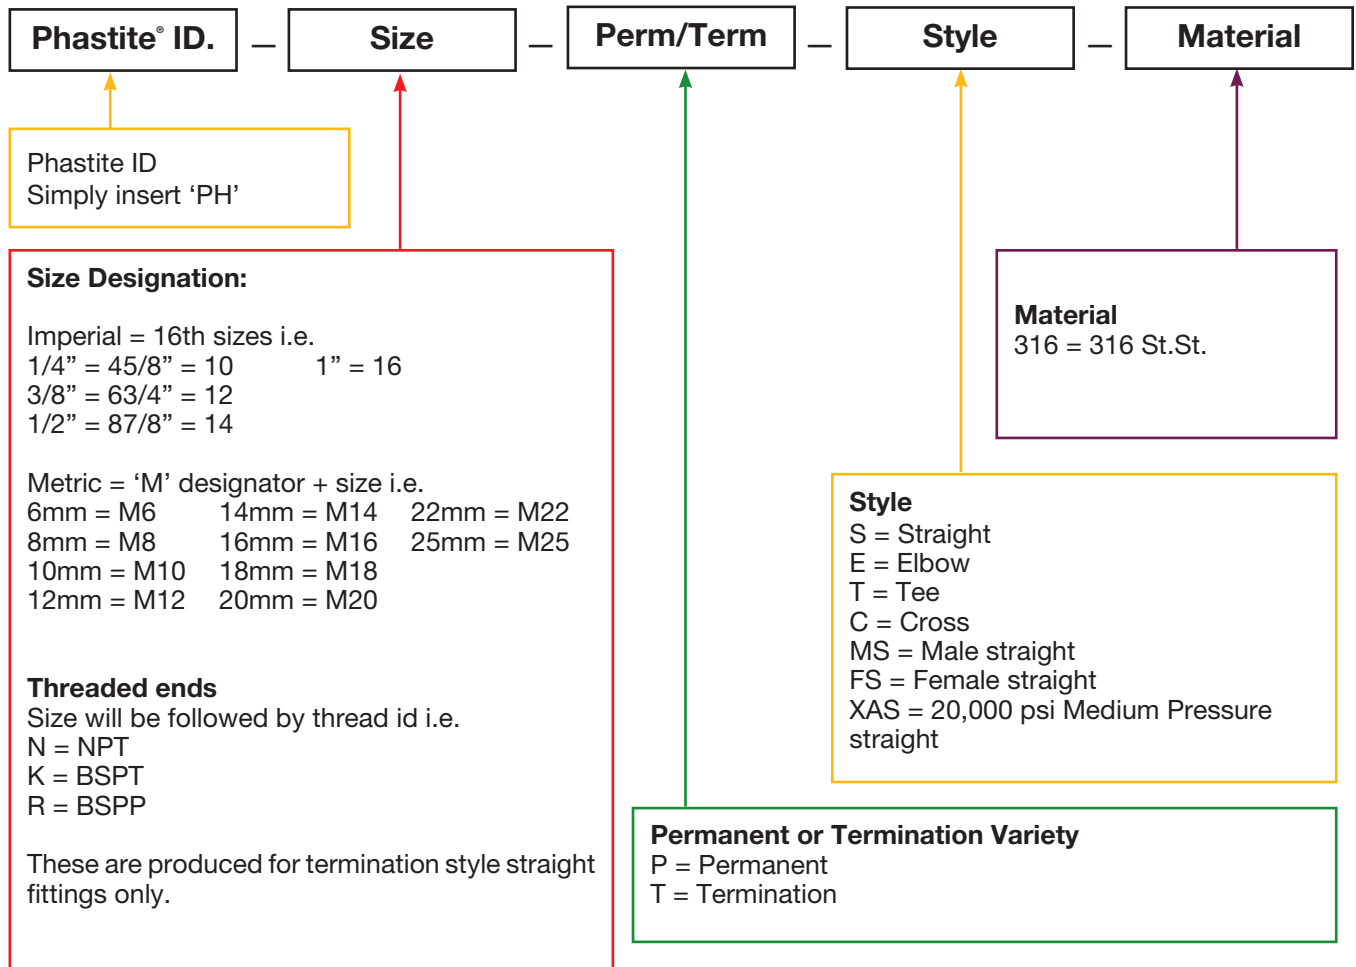 Phastite® ID. – Size – Perm/Term – Style – Material
Phastite ID
Simply insert ‘PH’
Size Designation:
Imperial = 16th sizes i.e.
1/4” = 45/8” = 10 1” = 16
3/8” = 63/4” = 12
1/2” = 87/8” = 14
Metric = ‘M’ designator + size i.e.
6mm = M6 14mm = M14 22mm = M22
8mm = M8 16mm = M16 25mm = M25
10mm = M10 18mm = M18
12mm = M12 20mm = M20
Threaded ends
Size will be followed by thread id i.e.
N = NPT
K = BSPT
R = BSPP
These are produced for termination style straight
fittings only.
Material
316 = 316 St.St.
Style
S = Straight
E = Elbow
T = Tee
C = Cross
MS = Male straight
FS = Female straight
XAS = 20,000 psi Medium Pressure
straight
Permanent or Termination Variety
P = Permanent
T = Termination